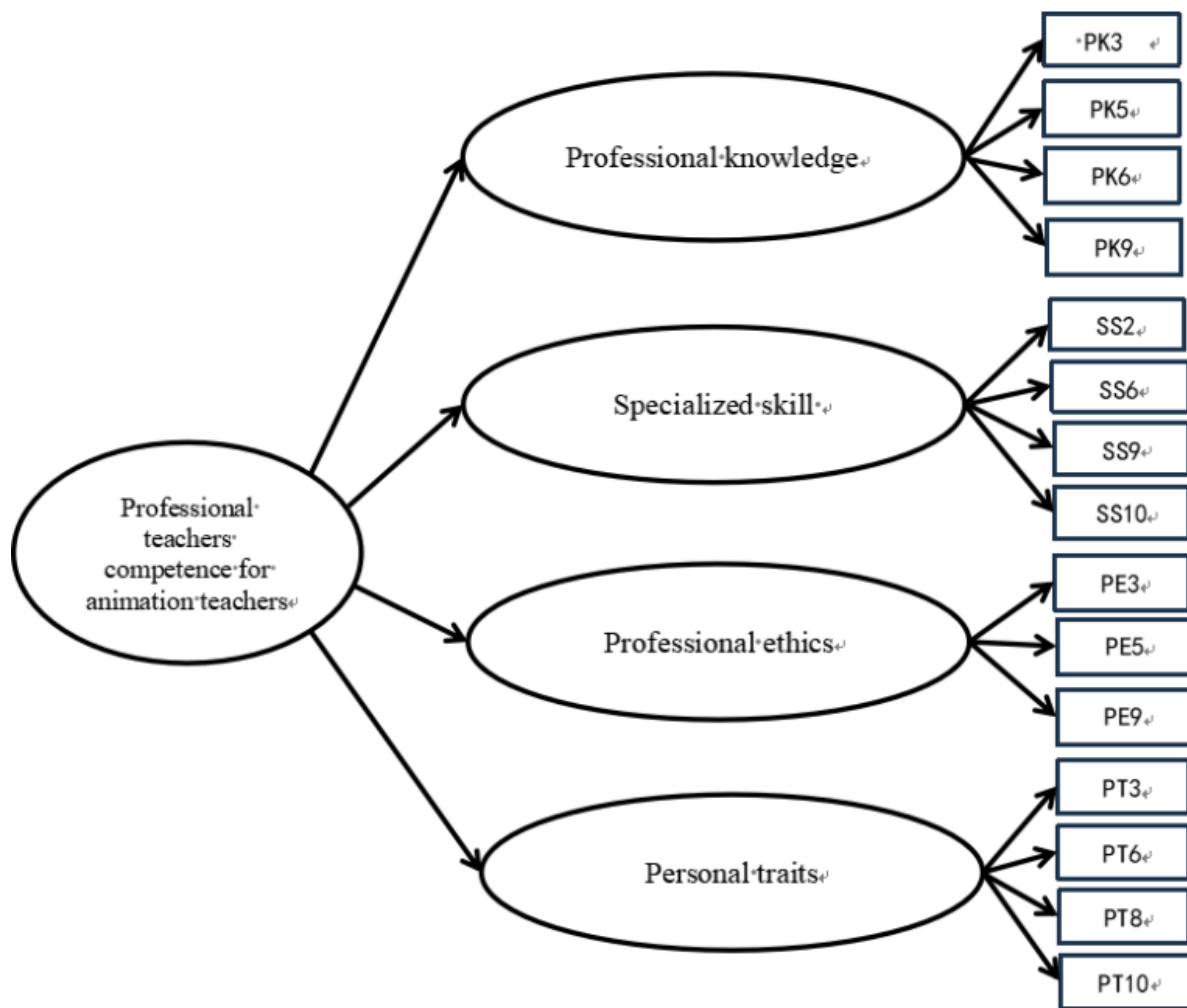 PK3
PK5
Professional knowledge
PK6
PK9
SS2
SS6
Specialized skill
SS9
SS10
Professional
teachers
competence for
animation teachers
PE3
PE5
Professional ethics
PE9
PT3
PT6
Personal traits
PT8
PT10